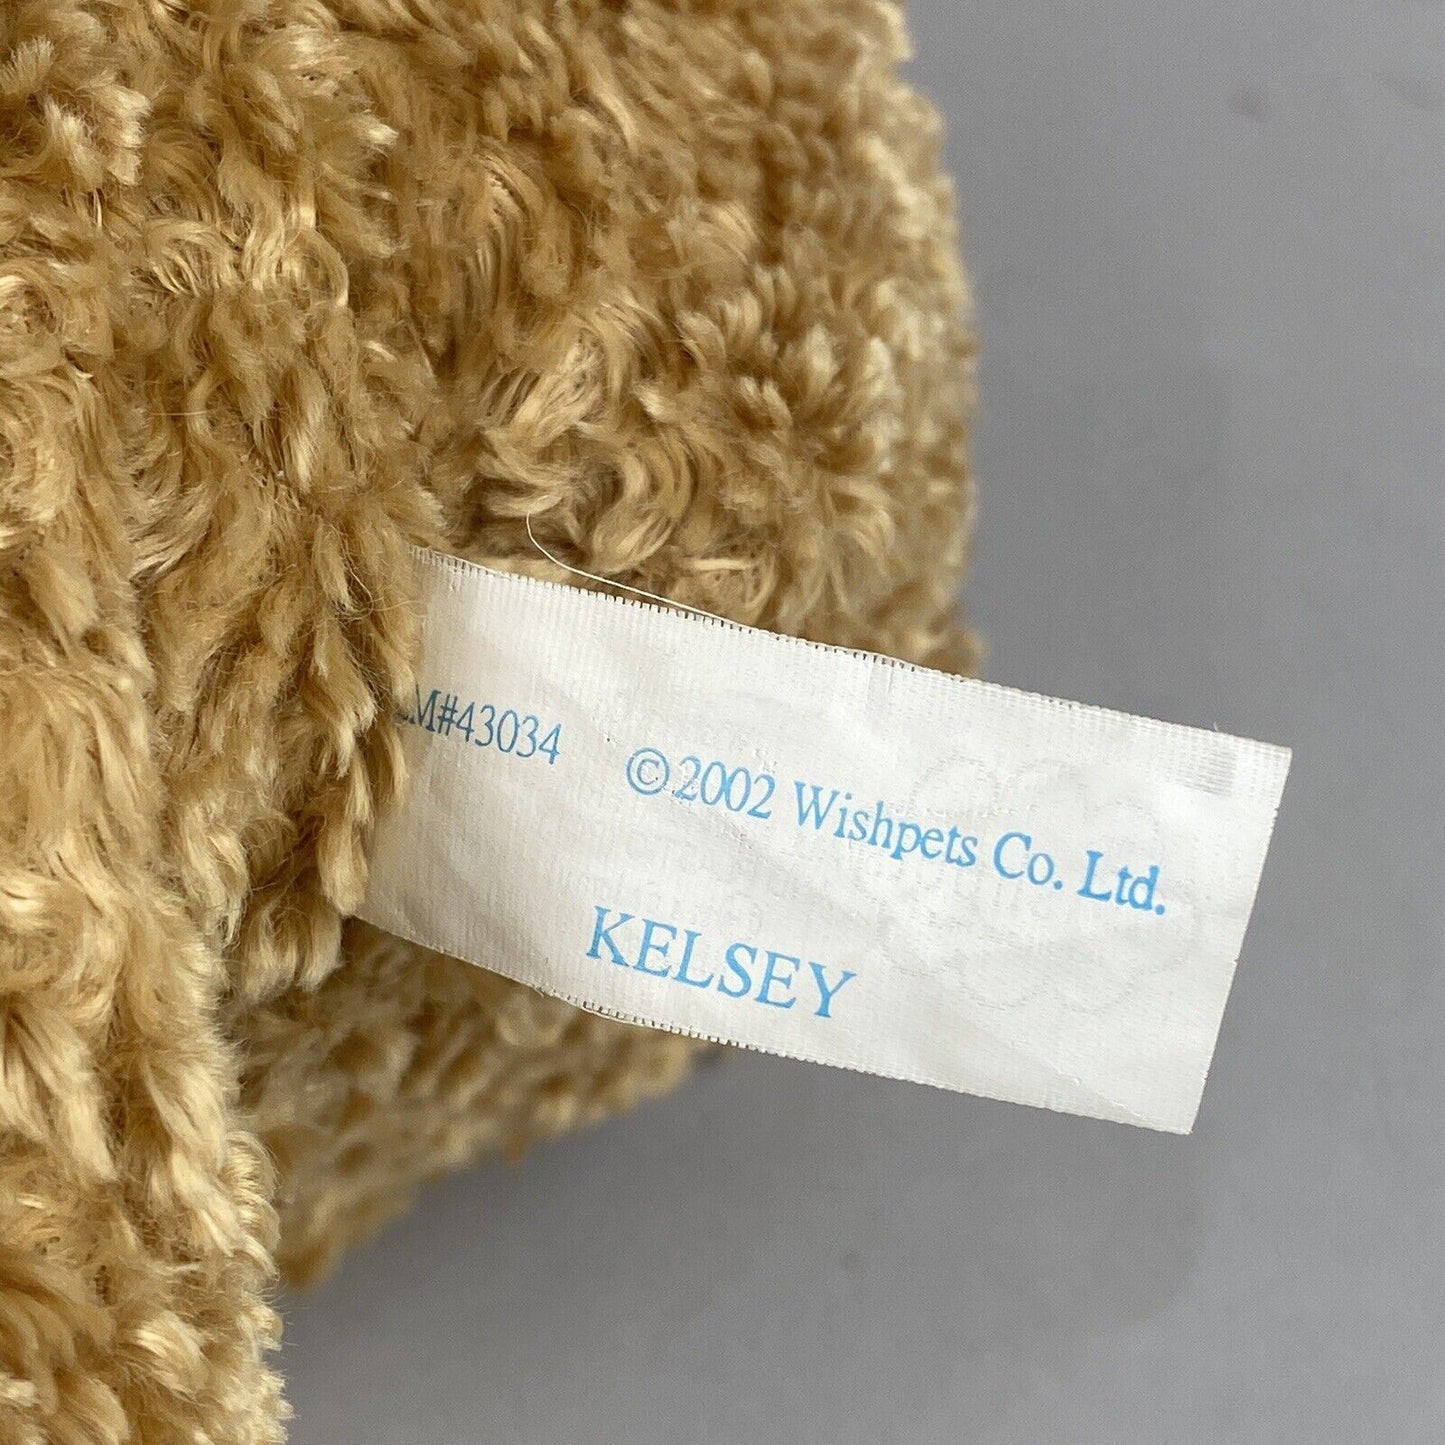 M#43034 ©2002 Wishpets Co. Ltd.
KELSEY